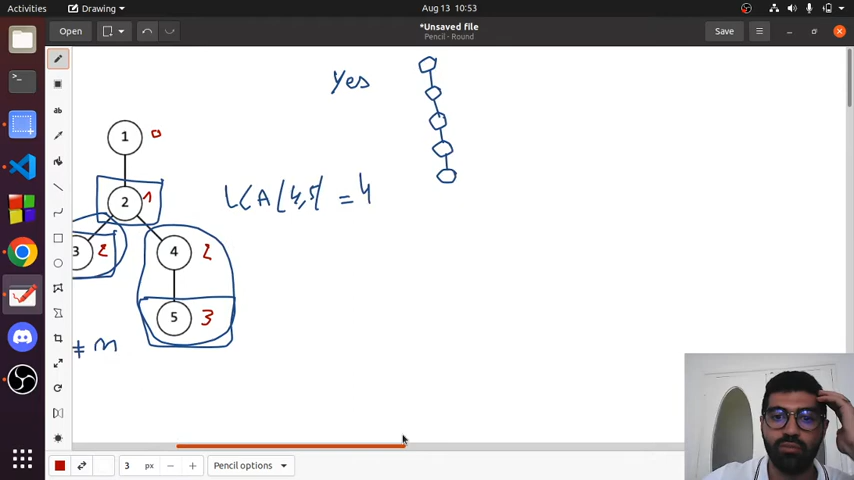 Activities
Drawing
Aug 13 10:53
Open
*Unsaved file
Pencil - Round
Save
Yes
1 0
2 1
LCA(4,5) = 4
3 2
4 2
5 3
≠ m
3 px
Pencil options